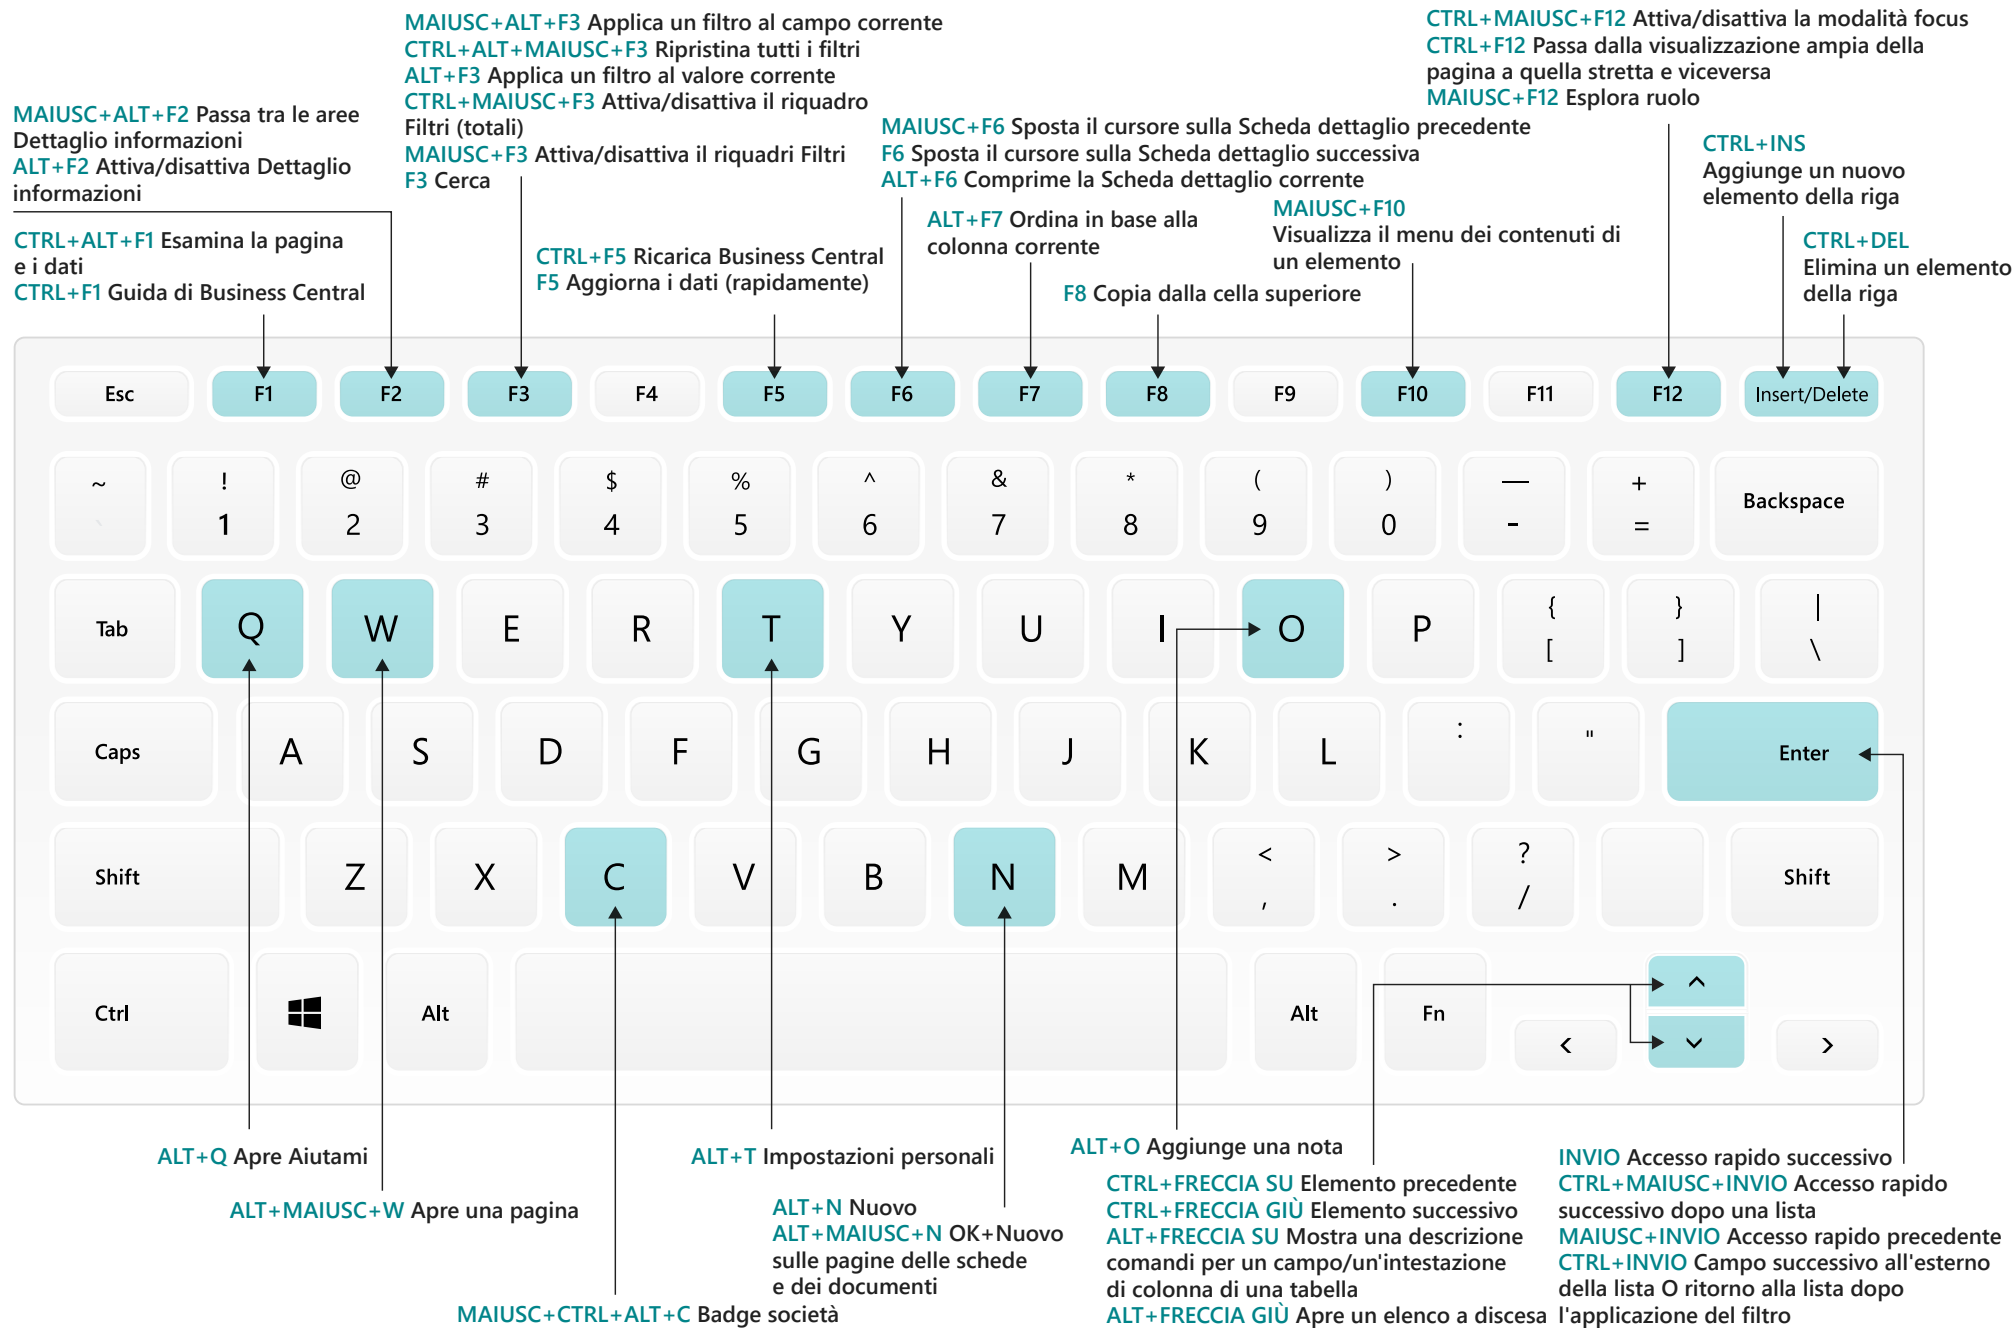 MAIUSC+ALT+F3 Applica un filtro al campo corrente
CTRL+ALT+MAIUSC+F3 Ripristina tutti i filtri
ALT+F3 Applica un filtro al valore corrente
CTRL+MAIUSC+F3 Attiva/disattiva il riquadro
Filtri (totali)
MAIUSC+F3 Attiva/disattiva il riquadri Filtri
F3 Cerca
CTRL+MAIUSC+F12 Attiva/disattiva la modalità focus
CTRL+F12 Passa dalla visualizzazione ampia della
pagina a quella stretta e viceversa
MAIUSC+F12 Esplora ruolo
MAIUSC+ALT+F2 Passa tra le aree
Dettaglio informazioni
ALT+F2 Attiva/disattiva Dettaglio
informazioni
MAIUSC+F6 Sposta il cursore sulla Scheda dettaglio precedente
F6 Sposta il cursore sulla Scheda dettaglio successiva
ALT+F6 Comprime la Scheda dettaglio corrente
CTRL+INS
Aggiunge un nuovo
elemento della riga
CTRL+ALT+F1 Esamina la pagina
e i dati
CTRL+F1 Guida di Business Central
CTRL+F5 Ricarica Business Central
F5 Aggiorna i dati (rapidamente)
ALT+F7 Ordina in base alla
colonna corrente
MAIUSC+F10
Visualizza il menu dei contenuti di
un elemento
F8 Copia dalla cella superiore
CTRL+DEL
Elimina un elemento
della riga
Esc F1 F2 F3 F4 F5 F6 F7 F8 F9 F10 F11 F12 Insert/Delete
~ ! @ # $ % ^ & * ( ) — +
` 1 2 3 4 5 6 7 8 9 0 - = Backspace
Tab Q W E R T Y U I O P { } |
[ ] \
Caps A S D F G H J K L : " Enter
Shift Z X C V B N M < > ? Shift
, . /
Ctrl Alt Alt Fn ^
< v >
ALT+Q Apre Aiutami
ALT+MAIUSC+W Apre una pagina
MAIUSC+CTRL+ALT+C Badge società
ALT+T Impostazioni personali
ALT+N Nuovo
ALT+MAIUSC+N OK+Nuovo
sulle pagine delle schede
e dei documenti
ALT+O Aggiunge una nota
CTRL+FRECCIA SU Elemento precedente
CTRL+FRECCIA GIÙ Elemento successivo
ALT+FRECCIA SU Mostra una descrizione
comandi per un campo/un'intestazione
di colonna di una tabella
ALT+FRECCIA GIÙ Apre un elenco a discesa
INVIO Accesso rapido successivo
CTRL+MAIUSC+INVIO Accesso rapido
successivo dopo una lista
MAIUSC+INVIO Accesso rapido precedente
CTRL+INVIO Campo successivo all'esterno
della lista O ritorno alla lista dopo
l'applicazione del filtro